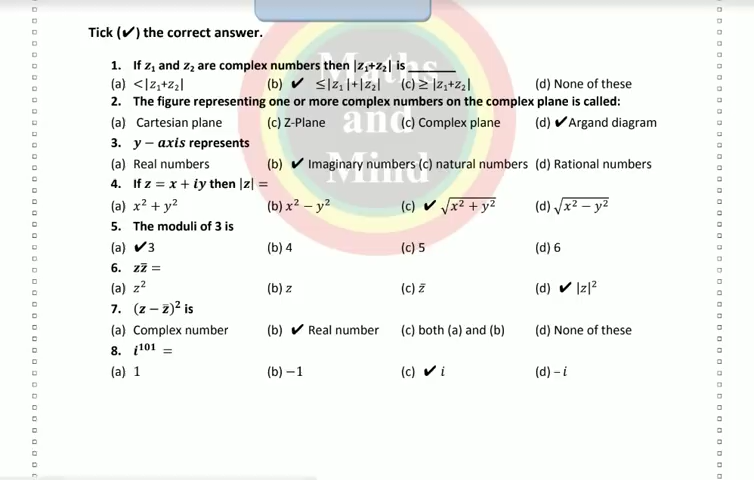 Tick (✔) the correct answer.
Maths
and
Mind
1. If z₁ and z₂ are complex numbers then |z₁+z₂| is ______
(a) <|z₁+z₂| (b) ✔ ≤|z₁|+|z₂| (c) ≥ |z₁+z₂| (d) None of these
2. The figure representing one or more complex numbers on the complex plane is called:
(a) Cartesian plane (c) Z-Plane (c) Complex plane (d) ✔Argand diagram
3. y − axis represents
(a) Real numbers (b) ✔ Imaginary numbers (c) natural numbers (d) Rational numbers
4. If z = x + iy then |z| =
(a) x² + y² (b) x² − y² (c) ✔ √(x² + y²) (d) √(x² − y²)
5. The moduli of 3 is
(a) ✔3 (b) 4 (c) 5 (d) 6
6. zz̄ =
(a) z² (b) z (c) z̄ (d) ✔ |z|²
7. (z − z̄)² is
(a) Complex number (b) ✔ Real number (c) both (a) and (b) (d) None of these
8. i¹⁰¹ =
(a) 1 (b) −1 (c) ✔ i (d) – i